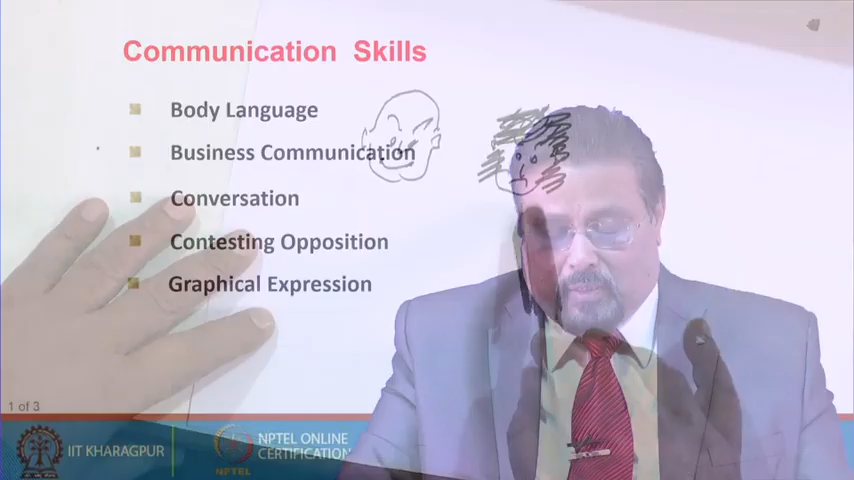 Communication Skills
Body Language
Business Communication
Conversation
Contesting Opposition
Graphical Expression
1 of 3
IIT KHARAGPUR
NPTEL
NPTEL ONLINE
CERTIFICATION